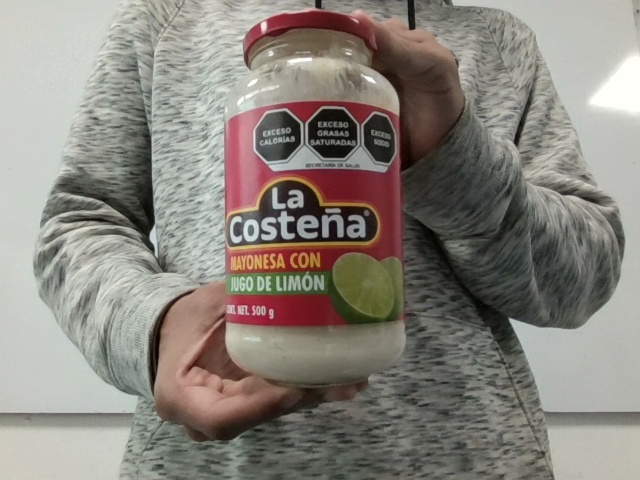 EXCESO
CALORÍAS
EXCESO
GRASAS
SATURADAS
EXCESO
SODIO
SECRETARÍA DE SALUD
La
Costeña®
MAYONESA CON
JUGO DE LIMÓN
CONT. NET. 500 g